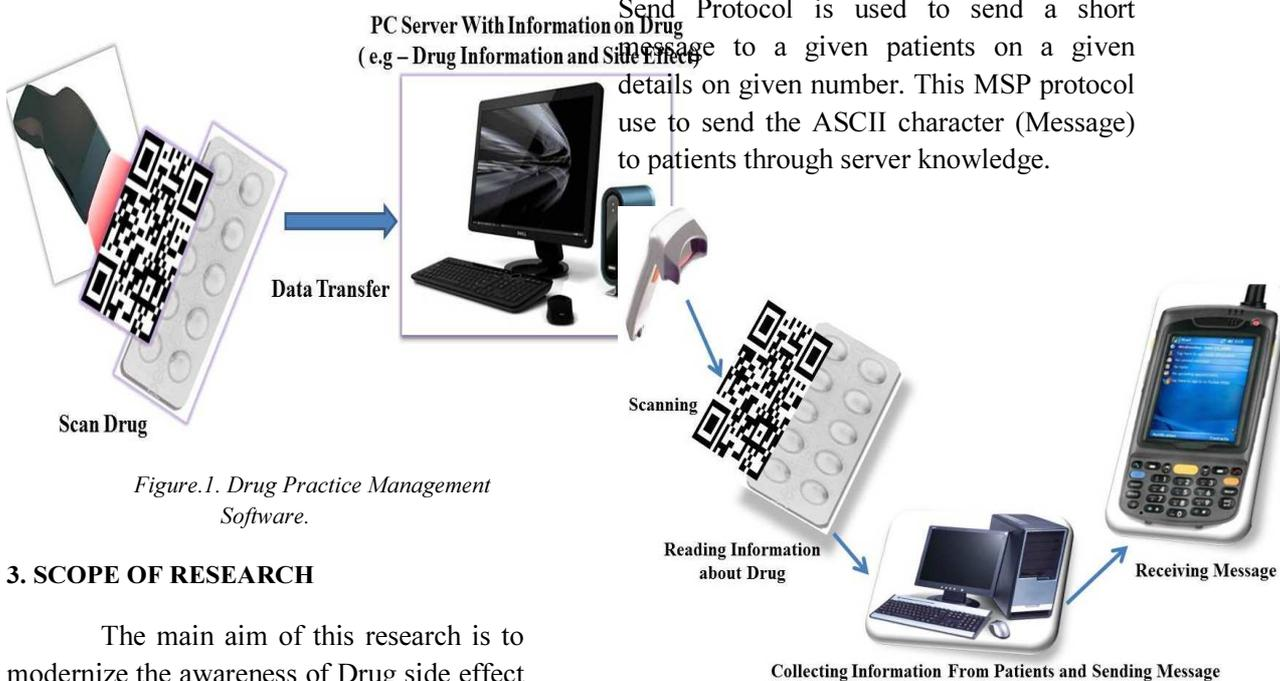 PC Server With Information on Drug
( e.g – Drug Information and Side Effect)
Data Transfer
Scan Drug
Figure.1. Drug Practice Management
Software.
3. SCOPE OF RESEARCH
The main aim of this research is to
modernize the awareness of Drug side effect
Send Protocol is used to send a short
message to a given patients on a given
details on given number. This MSP protocol
use to send the ASCII character (Message)
to patients through server knowledge.
Scanning
Reading Information
about Drug
Receiving Message
Collecting Information From Patients and Sending Message